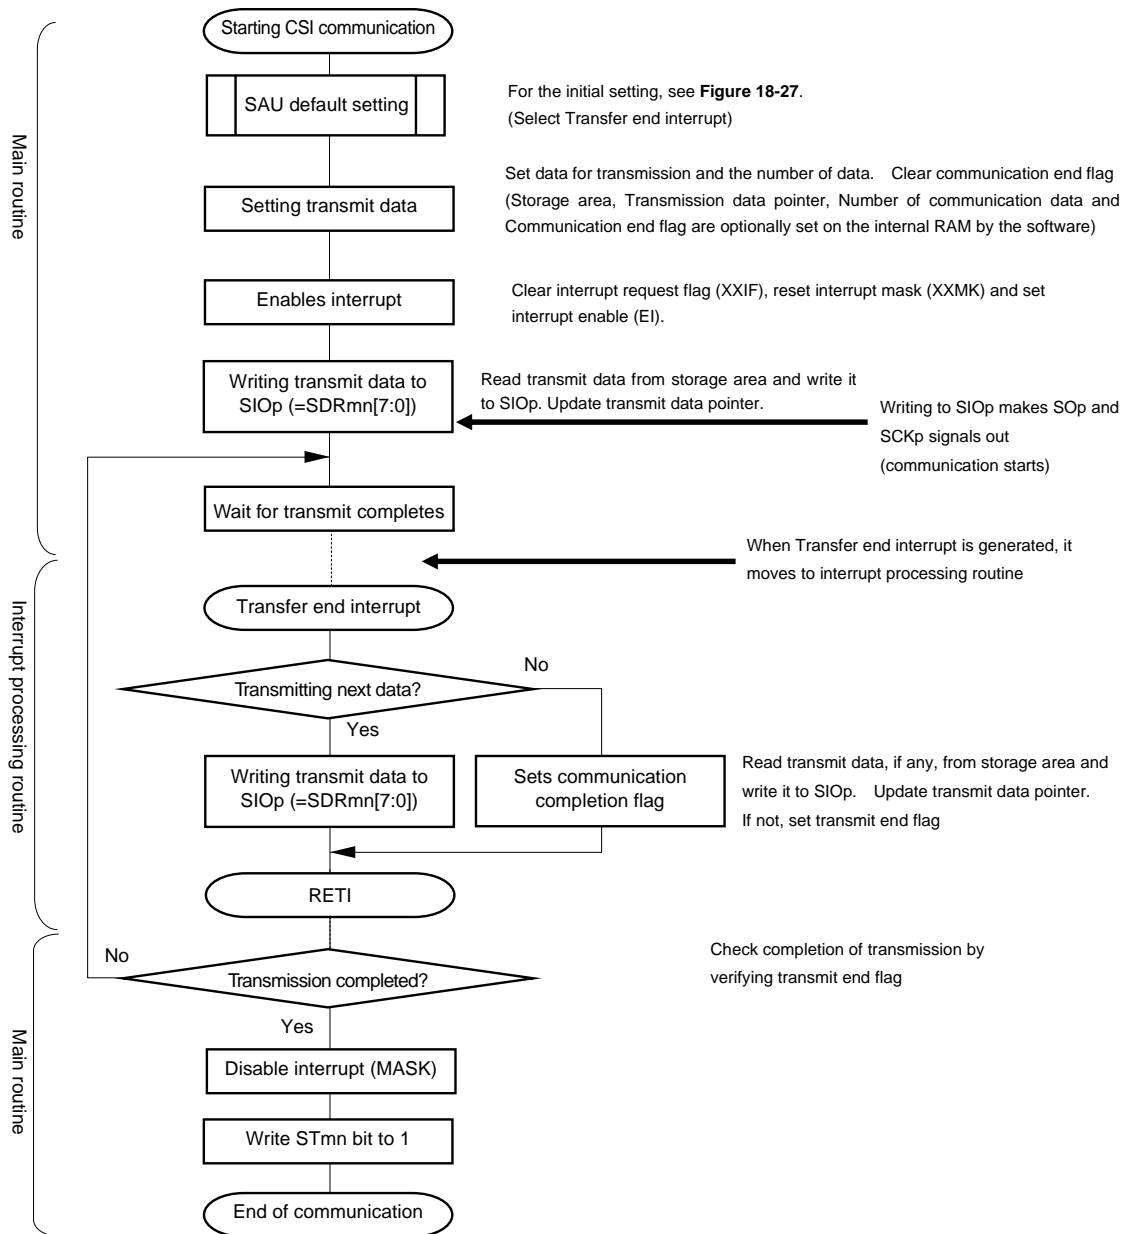 Main routine
Starting CSI communication
SAU default setting
For the initial setting, see Figure 18-27.
(Select Transfer end interrupt)
Setting transmit data
Set data for transmission and the number of data. Clear communication end flag
(Storage area, Transmission data pointer, Number of communication data and
Communication end flag are optionally set on the internal RAM by the software)
Enables interrupt
Clear interrupt request flag (XXIF), reset interrupt mask (XXMK) and set
interrupt enable (EI).
Writing transmit data to
SIOp (=SDRmn[7:0])
Read transmit data from storage area and write it
to SIOp. Update transmit data pointer.
Writing to SIOp makes SOp and
SCKp signals out
(communication starts)
Wait for transmit completes
When Transfer end interrupt is generated, it
moves to interrupt processing routine
Interrupt processing routine
Transfer end interrupt
Transmitting next data?
No
Yes
Writing transmit data to
SIOp (=SDRmn[7:0])
Sets communication
completion flag
Read transmit data, if any, from storage area and
write it to SIOp. Update transmit data pointer.
If not, set transmit end flag
RETI
Main routine
No
Transmission completed?
Check completion of transmission by
verifying transmit end flag
Yes
Disable interrupt (MASK)
Write STmn bit to 1
End of communication